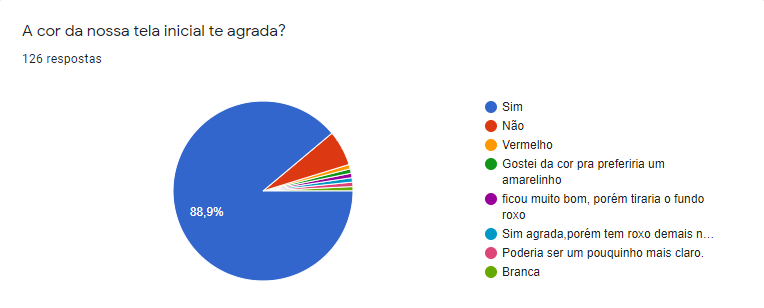 A cor da nossa tela inicial te agrada?
126 respostas
88,9%
Sim
Não
Vermelho
Gostei da cor pra preferiria um
amarelinho
ficou muito bom, porém tiraria o fundo
roxo
Sim agrada,porém tem roxo demais n…
Poderia ser um pouquinho mais claro.
Branca